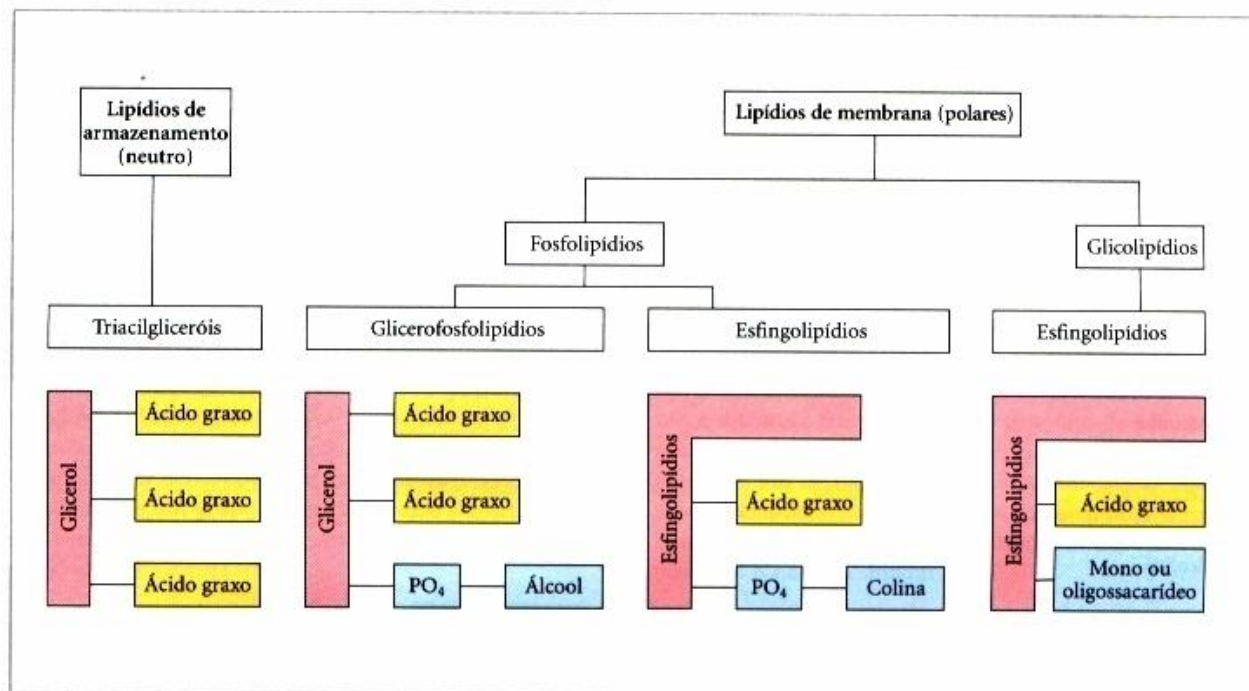 Lipídios de
armazenamento
(neutro)
Lipídios de membrana (polares)
Fosfolipídios
Glicolipídios
Triacilgliceróis
Glicerofosfolipídios
Esfingolipídios
Esfingolipídios
Glicerol
Ácido graxo
Ácido graxo
Ácido graxo
Glicerol
Ácido graxo
Ácido graxo
PO₄
Álcool
Esfingolipídios
Ácido graxo
PO₄
Colina
Esfingolipídios
Ácido graxo
Mono ou
oligossacarídeo